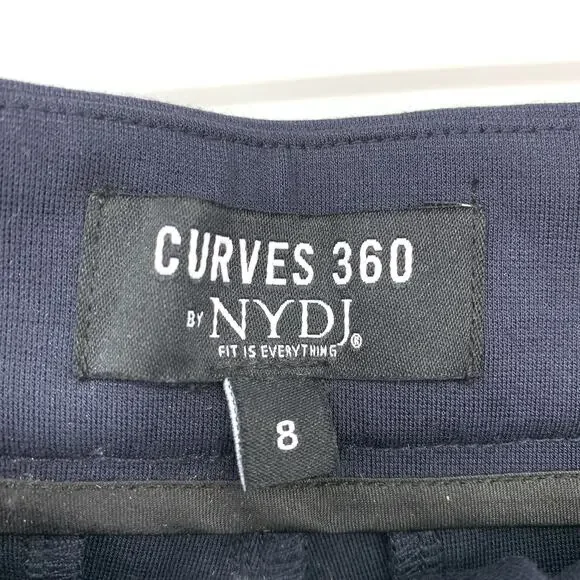 CURVES 360
BY NYDJ®
FIT IS EVERYTHING
8